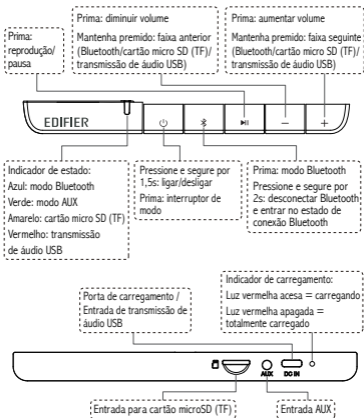 Prima:
reprodução/
pausa
Prima: diminuir volume
Mantenha premido: faixa anterior
(Bluetooth/cartão micro SD (TF)/
transmissão de áudio USB)
Prima: aumentar volume
Mantenha premido: faixa seguinte
(Bluetooth/cartão micro SD (TF)/
transmissão de áudio USB)
EDIFIER
Indicador de estado:
Azul: modo Bluetooth
Verde: modo AUX
Amarelo: cartão micro SD (TF)
Vermelho: transmissão
de áudio USB
Pressione e segure por
1,5s: ligar/desligar
Prima: interruptor de
modo
Prima: modo Bluetooth
Pressione e segure por
2s: desconectar Bluetooth
e entrar no estado de
conexão Bluetooth
Porta de carregamento /
Entrada de transmissão de
áudio USB
Indicador de carregamento:
Luz vermelha acesa = carregando
Luz vermelha apagada =
totalmente carregado
AUX
DC IN
Entrada para cartão microSD (TF)
Entrada AUX